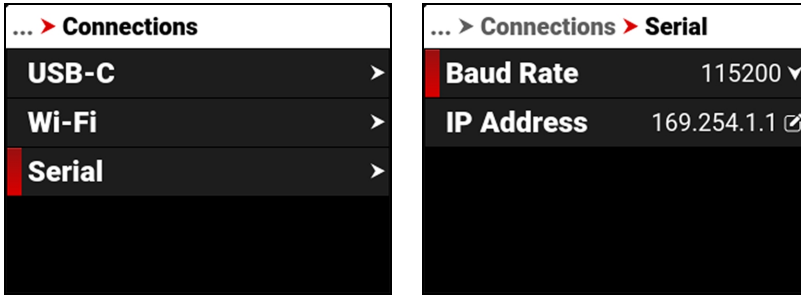 ... > Connections
USB-C
Wi-Fi
Serial
... > Connections > Serial
Baud Rate 115200
IP Address 169.254.1.1